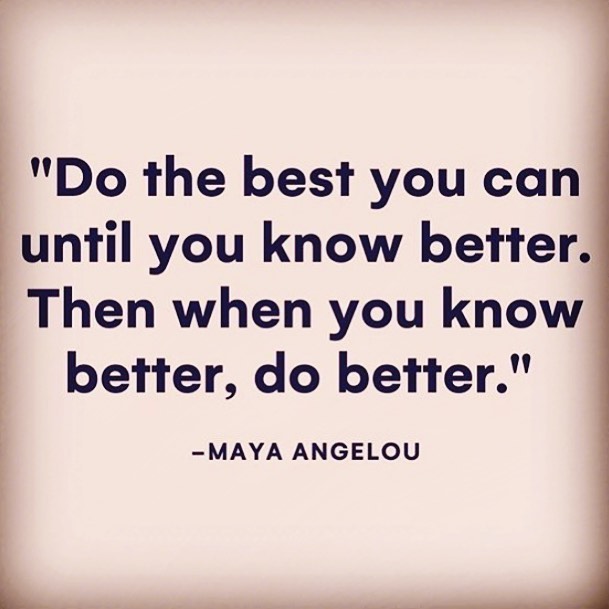 "Do the best you can
until you know better.
Then when you know
better, do better."
–MAYA ANGELOU